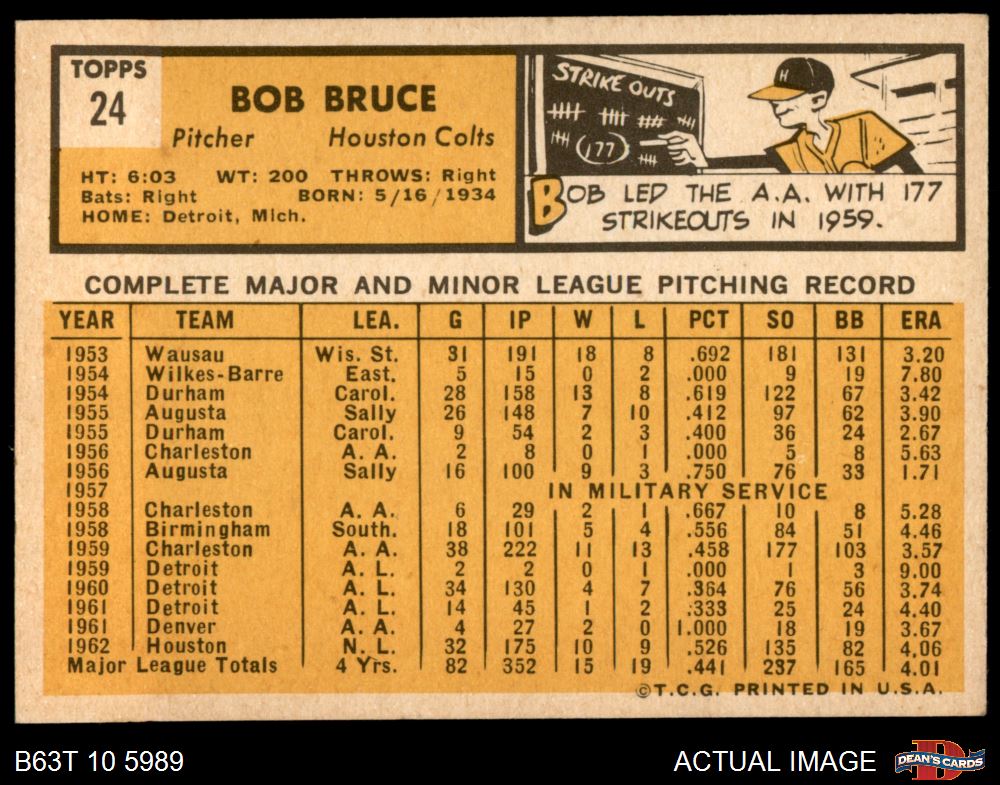 TOPPS
24
BOB BRUCE
Pitcher Houston Colts
HT: 6:03 WT: 200 THROWS: Right
Bats: Right BORN: 5/16/1934
HOME: Detroit, Mich.
STRIKE OUTS
177
H
BOB LED THE A.A. WITH 177
STRIKEOUTS IN 1959.
COMPLETE MAJOR AND MINOR LEAGUE PITCHING RECORD
YEAR TEAM LEA. G IP W L PCT SO BB ERA
1953 Wausau Wis. St. 31 191 18 8 .692 181 131 3.20
1954 Wilkes-Barre East. 5 15 0 2 .000 9 19 7.80
1954 Durham Carol. 28 158 13 8 .619 122 67 3.42
1955 Augusta Sally 26 148 7 10 .412 97 62 3.90
1955 Durham Carol. 9 54 2 3 .400 36 24 2.67
1956 Charleston A. A. 2 8 0 1 .000 5 8 5.63
1956 Augusta Sally 16 100 9 3 .750 76 33 1.71
1957 IN MILITARY SERVICE
1958 Charleston A. A. 6 29 2 1 .667 10 8 5.28
1958 Birmingham South. 18 101 5 4 .556 84 51 4.46
1959 Charleston A. A. 38 222 11 13 .458 177 103 3.57
1959 Detroit A. L. 2 2 0 1 .000 1 3 9.00
1960 Detroit A. L. 34 130 4 7 .364 76 56 3.74
1961 Detroit A. L. 14 45 1 2 .333 25 24 4.40
1961 Denver A. A. 4 27 2 0 1.000 18 19 3.67
1962 Houston N. L. 32 175 10 9 .526 135 82 4.06
Major League Totals 4 Yrs. 82 352 15 19 .441 237 165 4.01
©T.C.G. PRINTED IN U.S.A.
B63T 10 5989 ACTUAL IMAGE DEAN'S CARDS